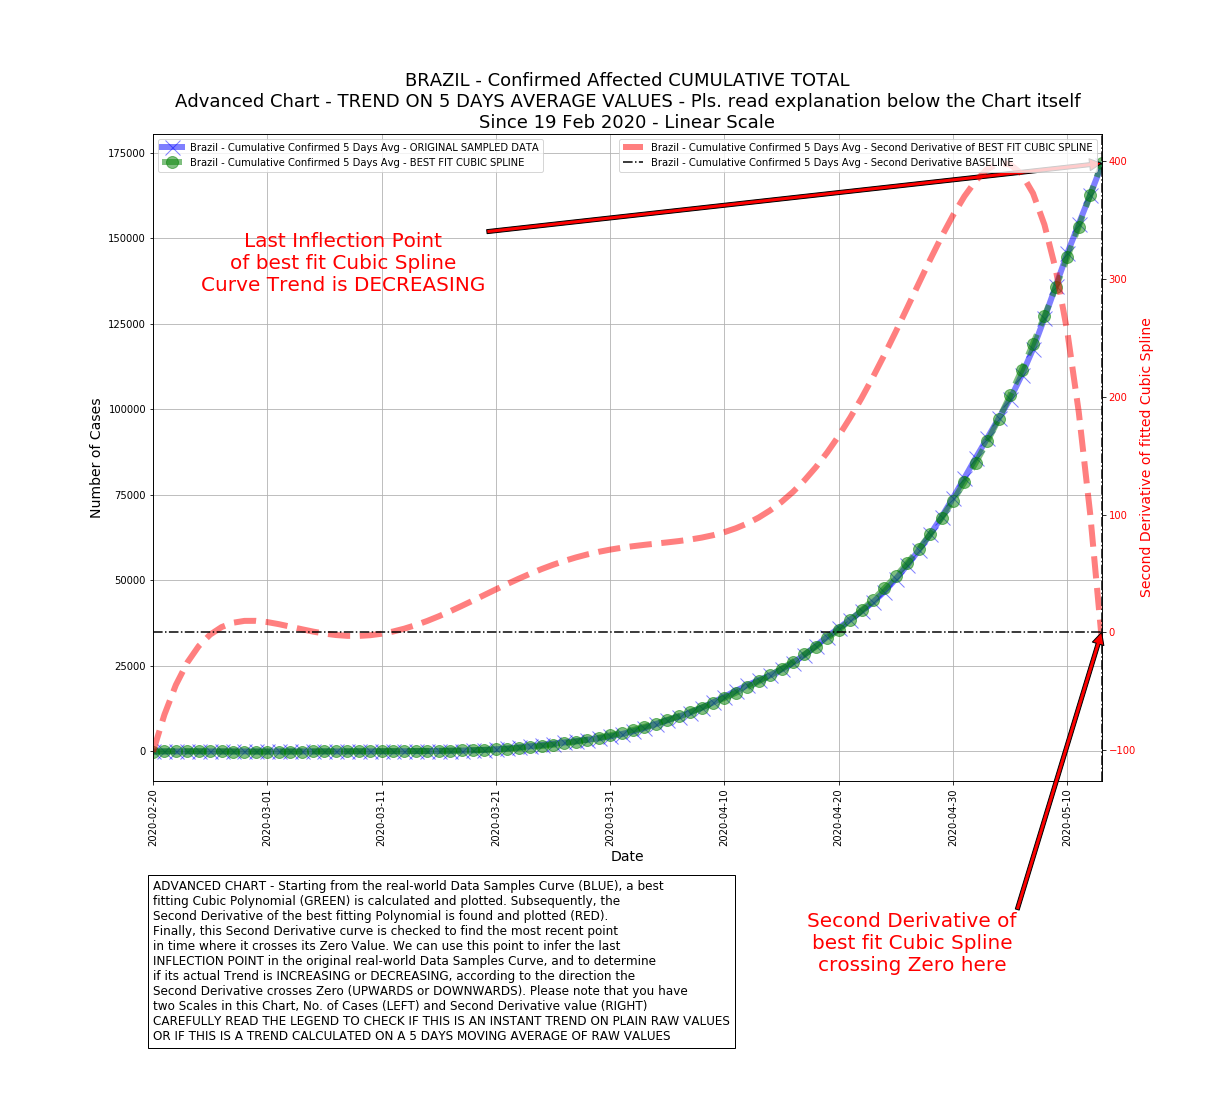 BRAZIL - Confirmed Affected CUMULATIVE TOTAL
Advanced Chart - TREND ON 5 DAYS AVERAGE VALUES - Pls. read explanation below the Chart itself
Since 19 Feb 2020 - Linear Scale
Brazil - Cumulative Confirmed 5 Days Avg - ORIGINAL SAMPLED DATA
Brazil - Cumulative Confirmed 5 Days Avg - BEST FIT CUBIC SPLINE
Brazil - Cumulative Confirmed 5 Days Avg - Second Derivative of BEST FIT CUBIC SPLINE
Brazil - Cumulative Confirmed 5 Days Avg - Second Derivative BASELINE
Last Inflection Point
of best fit Cubic Spline
Curve Trend is DECREASING
Number of Cases
175000
150000
125000
100000
75000
50000
25000
0
400
300
200
100
0
−100
Second Derivative of fitted Cubic Spline
2020-02-20
2020-03-01
2020-03-11
2020-03-21
2020-03-31
2020-04-10
2020-04-20
2020-04-30
2020-05-10
Date
ADVANCED CHART - Starting from the real-world Data Samples Curve (BLUE), a best
fitting Cubic Polynomial (GREEN) is calculated and plotted. Subsequently, the
Second Derivative of the best fitting Polynomial is found and plotted (RED).
Finally, this Second Derivative curve is checked to find the most recent point
in time where it crosses its Zero Value. We can use this point to infer the last
INFLECTION POINT in the original real-world Data Samples Curve, and to determine
if its actual Trend is INCREASING or DECREASING, according to the direction the
Second Derivative crosses Zero (UPWARDS or DOWNWARDS). Please note that you have
two Scales in this Chart, No. of Cases (LEFT) and Second Derivative value (RIGHT)
CAREFULLY READ THE LEGEND TO CHECK IF THIS IS AN INSTANT TREND ON PLAIN RAW VALUES
OR IF THIS IS A TREND CALCULATED ON A 5 DAYS MOVING AVERAGE OF RAW VALUES
Second Derivative of
best fit Cubic Spline
crossing Zero here